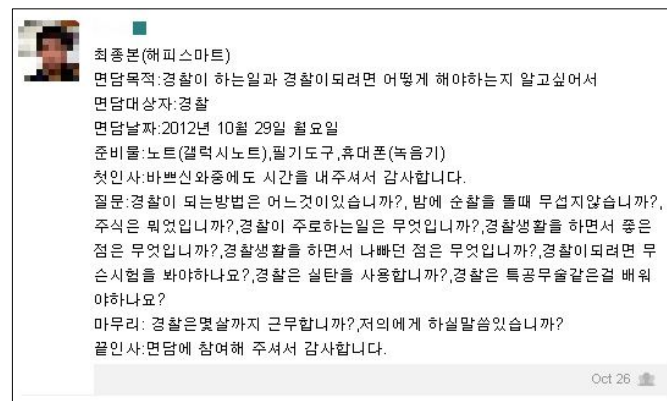 최종본(해피스마트)
면담목적:경찰이 하는일과 경찰이되려면 어떻게 해야하는지 알고싶어서
면담대상자:경찰
면담날짜:2012년 10월 29일 월요일
준비물:노트(갤럭시노트),필기도구,휴대폰(녹음기)
첫인사:바쁘신와중에도 시간을 내주셔서 감사합니다.
질문:경찰이 되는방법은 어느것이있습니까?, 밤에 순찰을 돌때 무섭지않습니까?,
주식은 뭐었입니까?,경찰이 주로하는일은 무엇입니까?,경찰생활을 하면서 좋은
점은 무엇입니까?,경찰생활을 하면서 나빠던 점은 무엇입니까?,경찰이되려면 무
슨시험을 봐야하나요?,경찰은 실탄을 사용합니까?,경찰은 특공무술같은걸 배워
야하나요?
마무리: 경찰은몇살까지 근무합니까?,저의에게 하실말씀있습니까?
끝인사:면담에 참여해 주셔서 감사합니다.
Oct 26